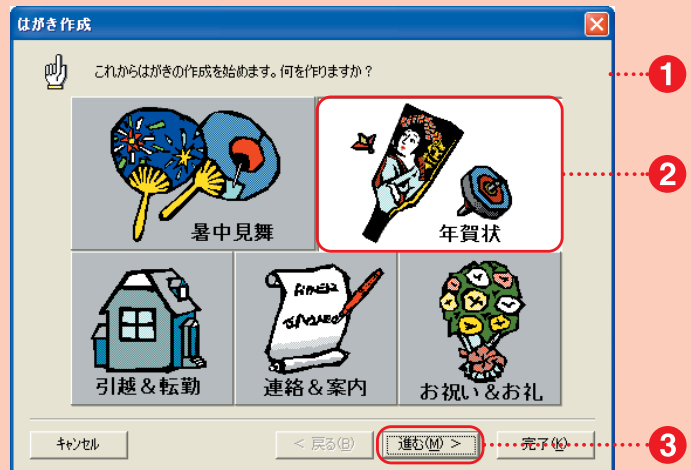 はがき作成
これからはがきの作成を始めます。何を作りますか？
1
2
暑中見舞
年賀状
引越＆転勤
連絡＆案内
お祝い＆お礼
キャンセル
< 戻る(B)
進む(M) >
完了(K)
3